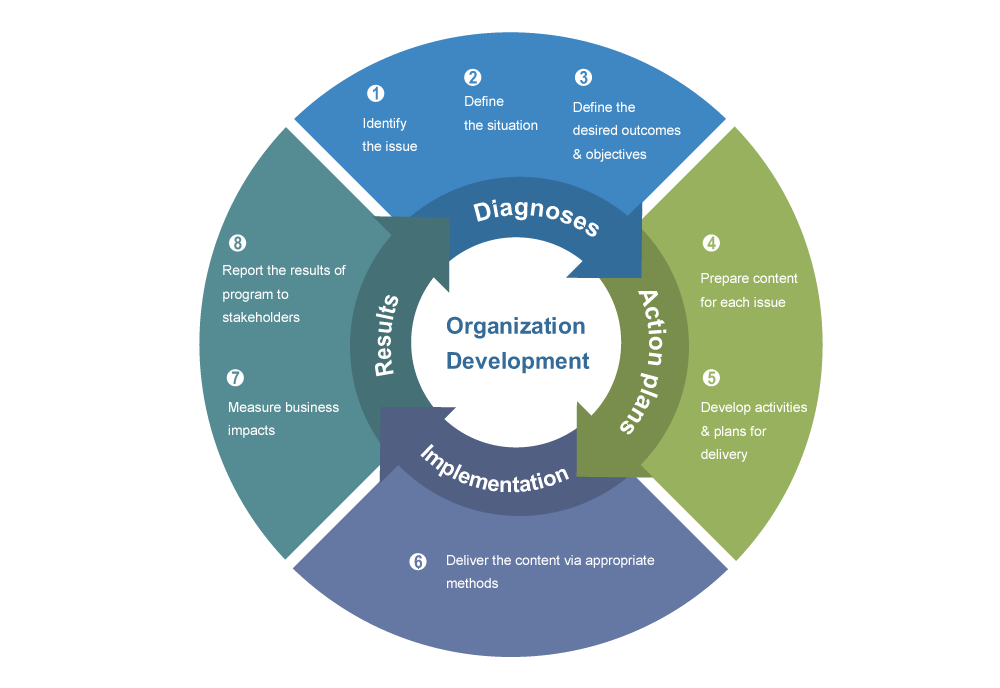 1
Identify
the issue
2
Define
the situation
3
Define the
desired outcomes
& objectives
Diagnoses
4
Prepare content
for each issue
5
Develop activities
& plans for
delivery
Action plans
6
Deliver the content via appropriate
methods
Implementation
7
Measure business
impacts
8
Report the results of
program to
stakeholders
Results
Organization
Development